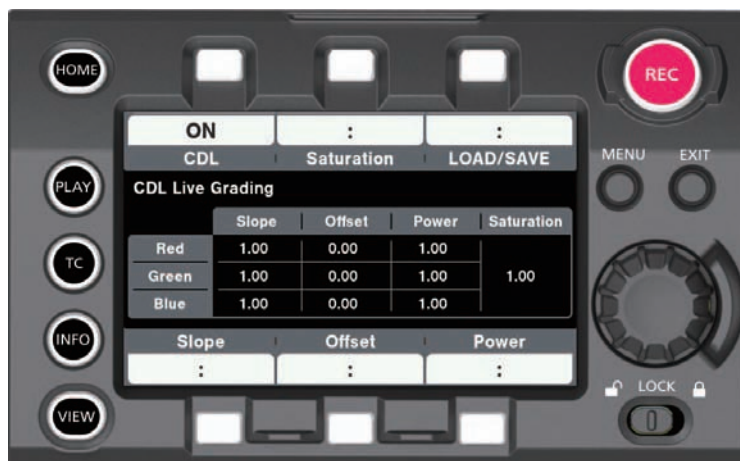 HOME
REC
ON : :
CDL Saturation LOAD/SAVE
MENU EXIT
PLAY
CDL Live Grading
Slope Offset Power Saturation
Red 1.00 0.00 1.00
TC
Green 1.00 0.00 1.00 1.00
Blue 1.00 0.00 1.00
INFO
Slope Offset Power
: : :
LOCK
VIEW